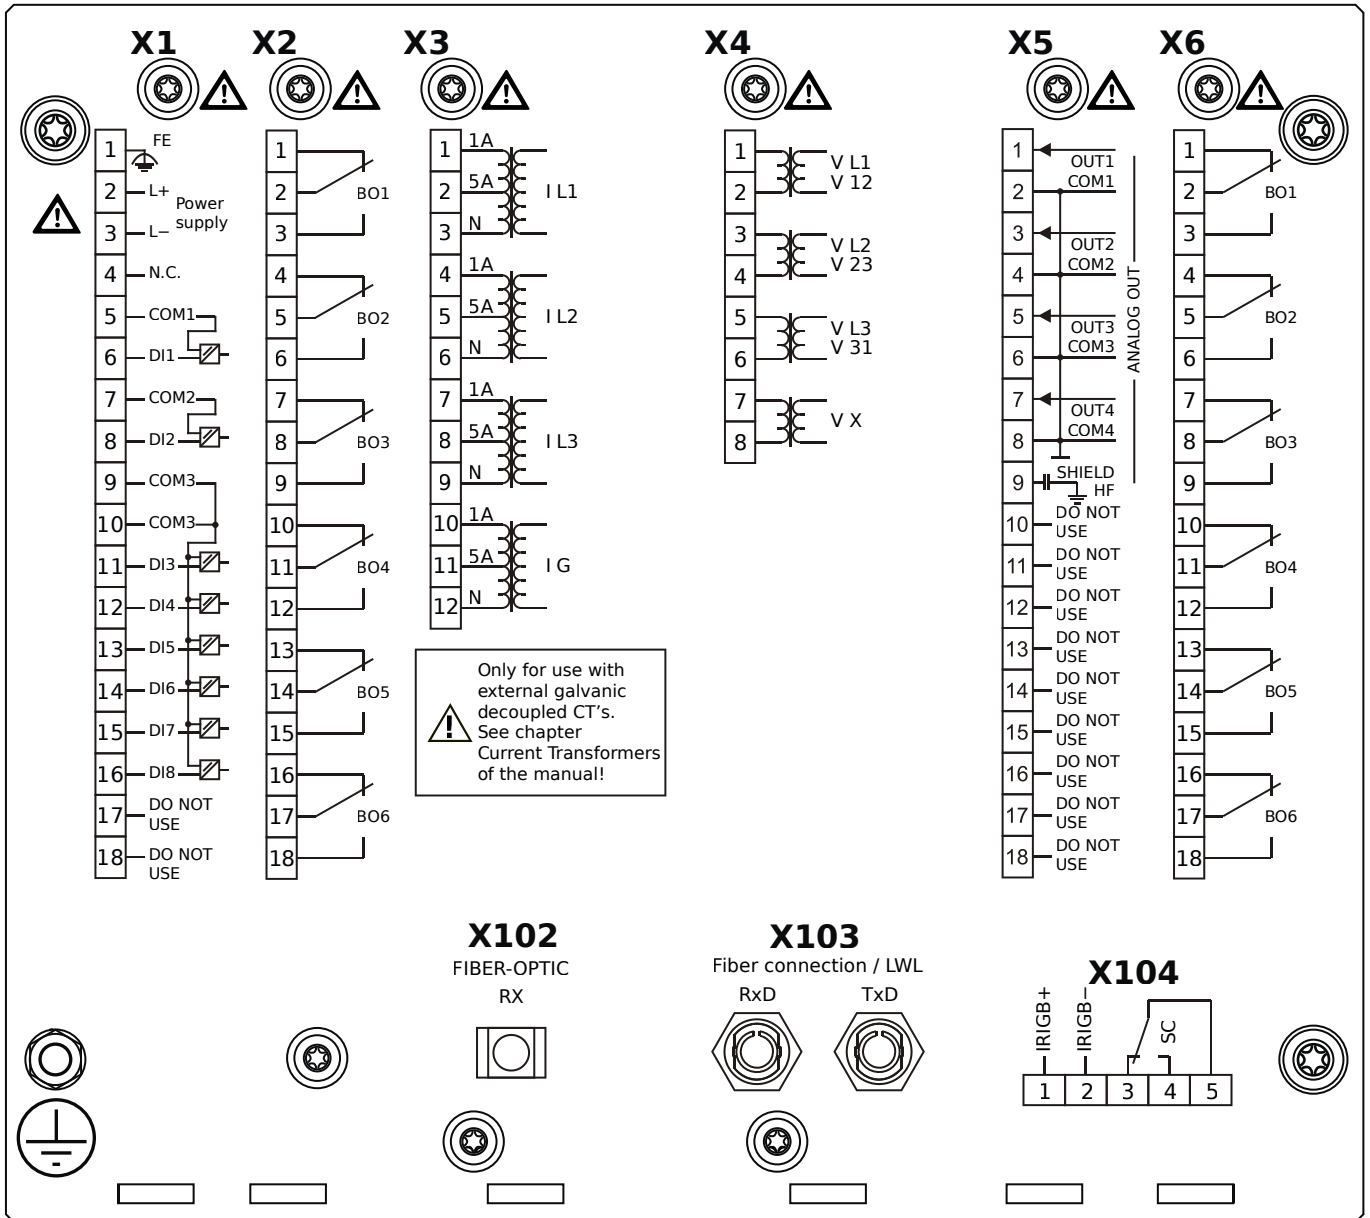 X1
X2
X3
X4
X5
X6
1
FE
2
L+
Power
supply
3
L−
4
N.C.
5
COM1
6
DI1
7
COM2
8
DI2
9
COM3
10
COM3
11
DI3
12
DI4
13
DI5
14
DI6
15
DI7
16
DI8
17
DO NOT
USE
18
DO NOT
USE
1
2
BO1
3
4
5
BO2
6
7
8
BO3
9
10
11
BO4
12
13
14
BO5
15
16
17
BO6
18
1
1A
2
5A
I L1
3
N
4
1A
5
5A
I L2
6
N
7
1A
8
5A
I L3
9
N
10
1A
11
5A
I G
12
N
Only for use with
external galvanic
decoupled CT's.
See chapter
Current Transformers
of the manual!
1
V L1
2
V 12
3
V L2
4
V 23
5
V L3
6
V 31
7
V X
8
1
OUT1
2
COM1
3
OUT2
4
COM2
5
OUT3
6
COM3
7
OUT4
8
COM4
ANALOG OUT
9
SHIELD
HF
10
DO NOT
USE
11
DO NOT
USE
12
DO NOT
USE
13
DO NOT
USE
14
DO NOT
USE
15
DO NOT
USE
16
DO NOT
USE
17
DO NOT
USE
18
DO NOT
USE
1
2
BO1
3
4
5
BO2
6
7
8
BO3
9
10
11
BO4
12
13
14
BO5
15
16
17
BO6
18
X102
FIBER-OPTIC
RX
X103
Fiber connection / LWL
RxD
TxD
X104
IRIGB+
IRIGB−
SC
1
2
3
4
5